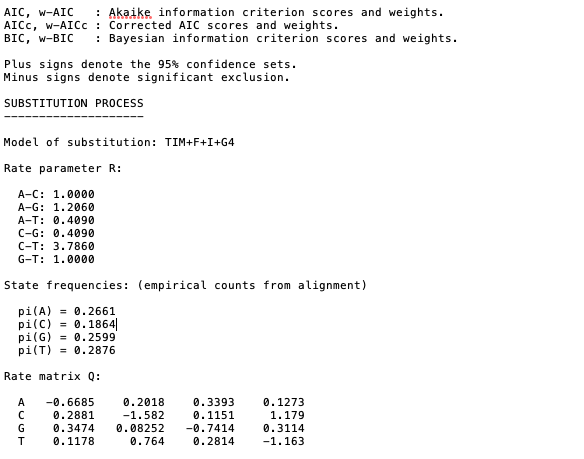 AIC, w-AIC   : Akaike information criterion scores and weights.
AICc, w-AICc : Corrected AIC scores and weights.
BIC, w-BIC   : Bayesian information criterion scores and weights.
Plus signs denote the 95% confidence sets.
Minus signs denote significant exclusion.
SUBSTITUTION PROCESS
--------------------
Model of substitution: TIM+F+I+G4
Rate parameter R:
  A-C: 1.0000
  A-G: 1.2060
  A-T: 0.4090
  C-G: 0.4090
  C-T: 3.7860
  G-T: 1.0000
State frequencies: (empirical counts from alignment)
  pi(A) = 0.2661
  pi(C) = 0.1864
  pi(G) = 0.2599
  pi(T) = 0.2876
Rate matrix Q:
  A   -0.6685    0.2018    0.3393    0.1273
  C    0.2881    -1.582    0.1151     1.179
  G    0.3474   0.08252   -0.7414    0.3114
  T    0.1178     0.764    0.2814    -1.163